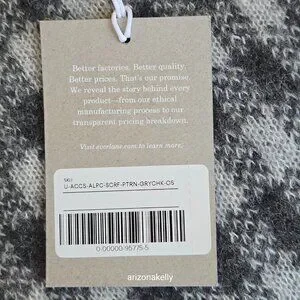 Better factories. Better quality.
Better prices. That's our promise.
We reveal the story behind every
product—from our ethical
manufacturing process to our
transparent pricing breakdown.
Visit everlane.com to learn more.
SKU
U-ACCS-ALPC-SCRF-PTRN-GRYCHK-OS
0-00000-95775-5
arizonakelly